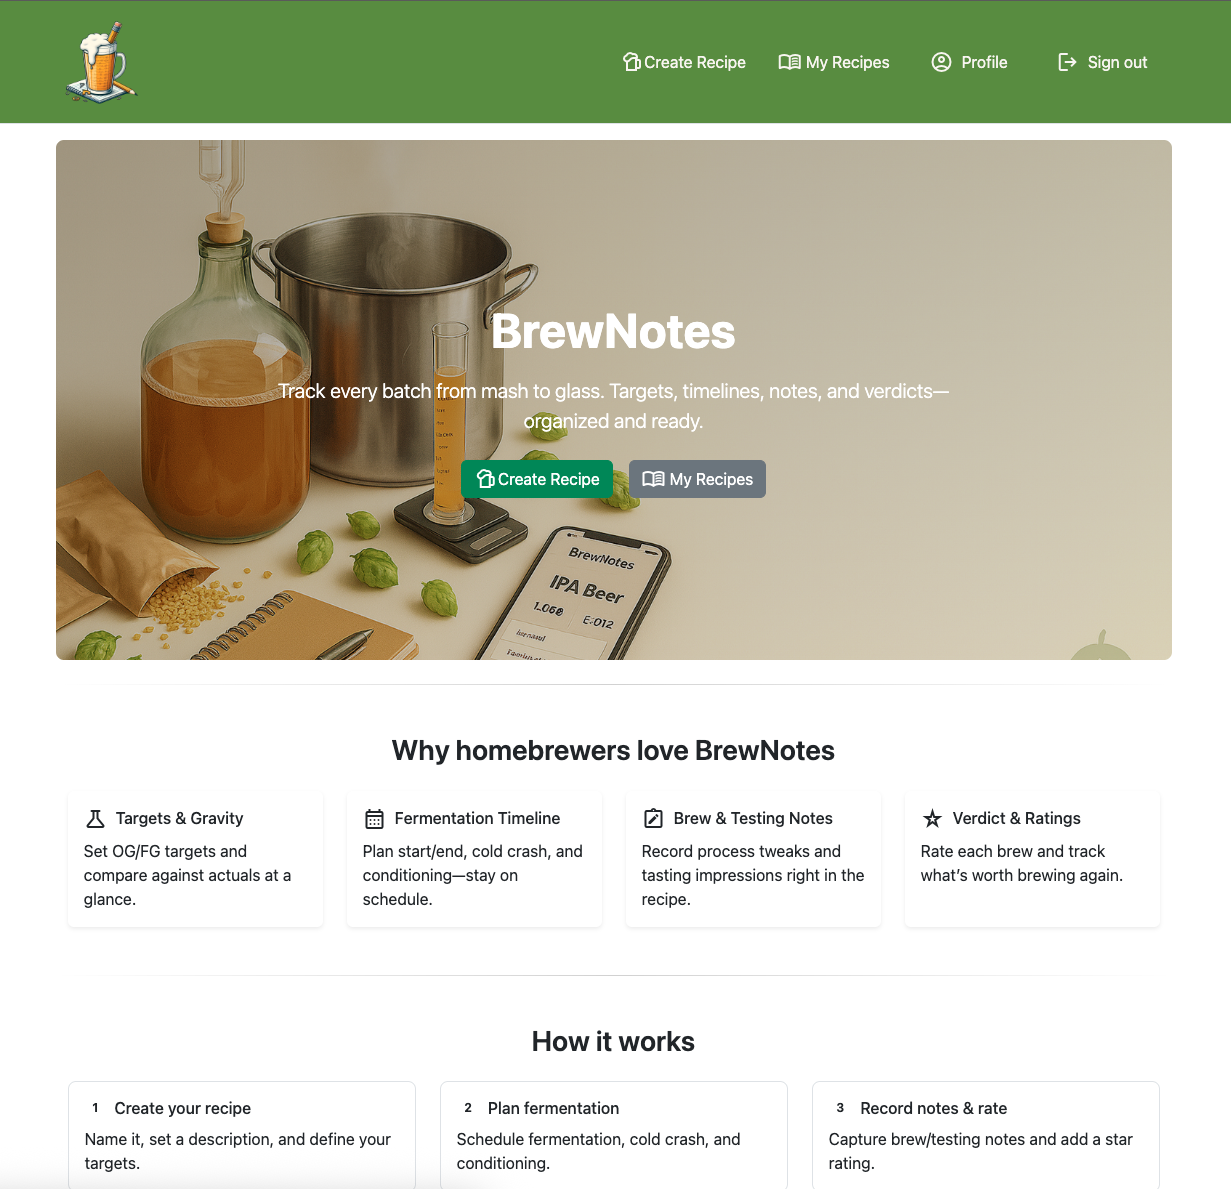 Create Recipe
My Recipes
Profile
Sign out
BrewNotes
Track every batch from mash to glass. Targets, timelines, notes, and verdicts—
organized and ready.
Create Recipe
My Recipes
BrewNotes
IPA Beer
Why homebrewers love BrewNotes
Targets & Gravity
Set OG/FG targets and
compare against actuals at a
glance.
Fermentation Timeline
Plan start/end, cold crash, and
conditioning—stay on
schedule.
Brew & Testing Notes
Record process tweaks and
tasting impressions right in the
recipe.
Verdict & Ratings
Rate each brew and track
what’s worth brewing again.
How it works
1 Create your recipe
Name it, set a description, and define your
targets.
2 Plan fermentation
Schedule fermentation, cold crash, and
conditioning.
3 Record notes & rate
Capture brew/testing notes and add a star
rating.